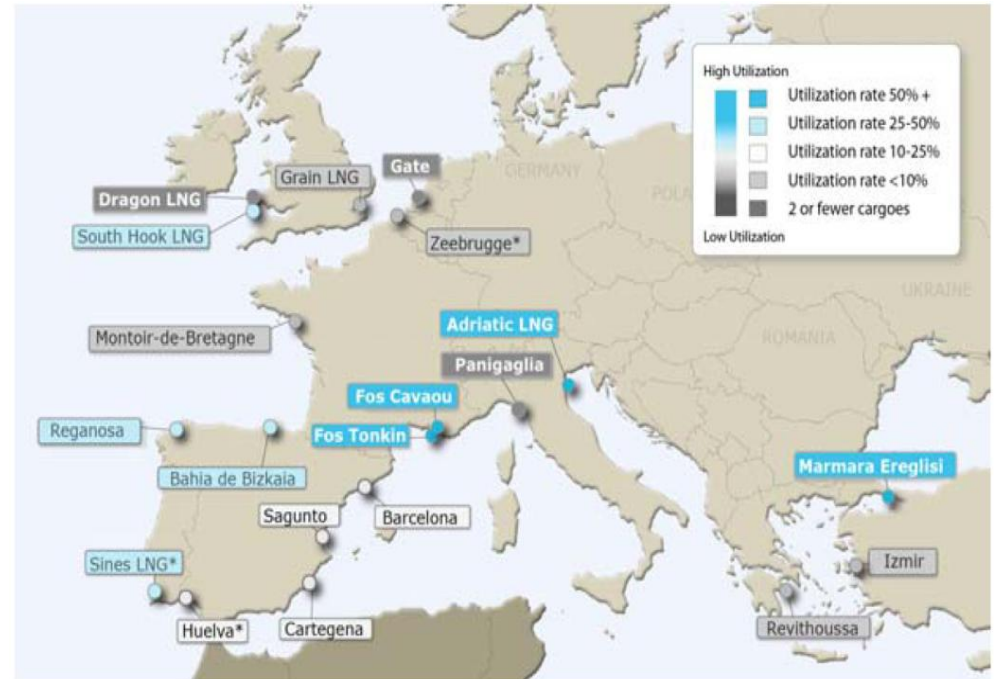 High Utilization
Utilization rate 50% +
Utilization rate 25-50%
Utilization rate 10-25%
Utilization rate <10%
2 or fewer cargoes
Low Utilization
GERMANY
POLA
UKRAINE
ROMANIA
Grain LNG
Gate
Dragon LNG
South Hook LNG
Zeebrugge*
Montoir-de-Bretagne
Adriatic LNG
Panigaglia
Fos Cavaou
Fos Tonkin
Reganosa
Bahia de Bizkaia
Marmara Ereglisi
Sagunto
Barcelona
Sines LNG*
Izmir
Huelva*
Cartegena
Revithoussa